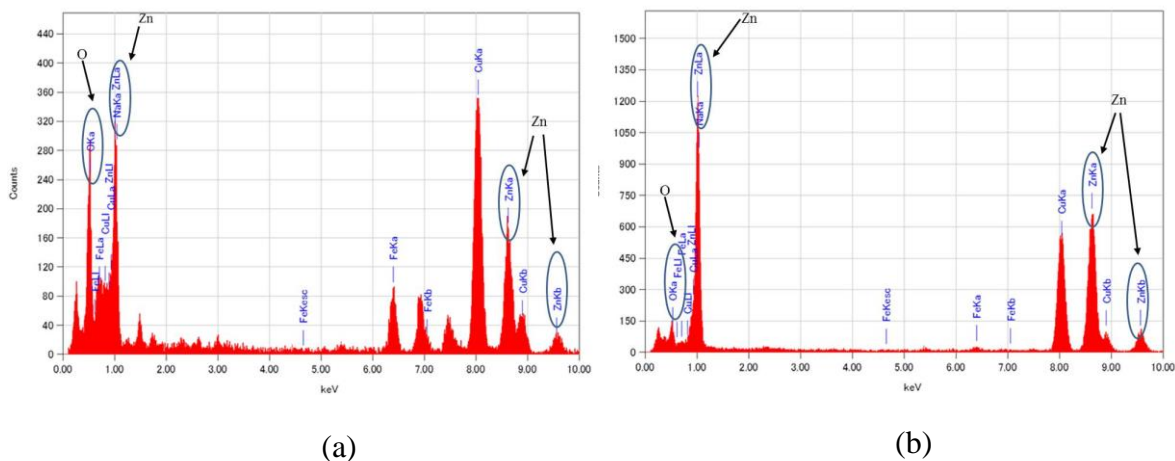 Zn
O
Zn
Counts
440
400
360
320
280
240
200
160
120
80
40
0
OKa
FeLl
FeLa
CuLl
CuLa
ZnLl
NaKa ZnLa
FeKesc
FeKa
FeKb
CuKa
ZnKa
CuKb
ZnKb
0.00 1.00 2.00 3.00 4.00 5.00 6.00 7.00 8.00 9.00 10.00
keV
(a)
Zn
O
Zn
1500
1350
1200
1050
900
750
600
450
300
150
0
OKa
FeLl
FeLa
CuLl
CuLa ZnLl
NaKa
ZnLa
FeKesc
FeKa
FeKb
CuKa
ZnKa
CuKb
ZnKb
0.00 1.00 2.00 3.00 4.00 5.00 6.00 7.00 8.00 9.00 10.00
keV
(b)